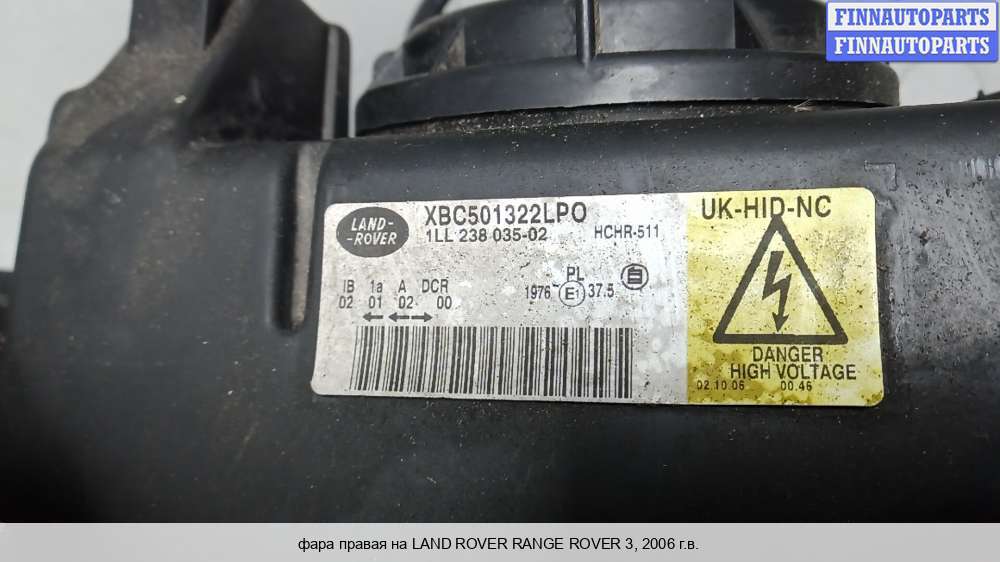 FINNAUTOPARTS
FINNAUTOPARTS
LAND-
-ROVER
XBC501322LPO
1LL 238 035-02
HCHR-511
UK-HID-NC
IB 1a A DCR
02 01 02 00
PL
1976 E1 37.5
自
DANGER
HIGH VOLTAGE
02.10.06 00.46
фара правая на LAND ROVER RANGE ROVER 3, 2006 г.в.